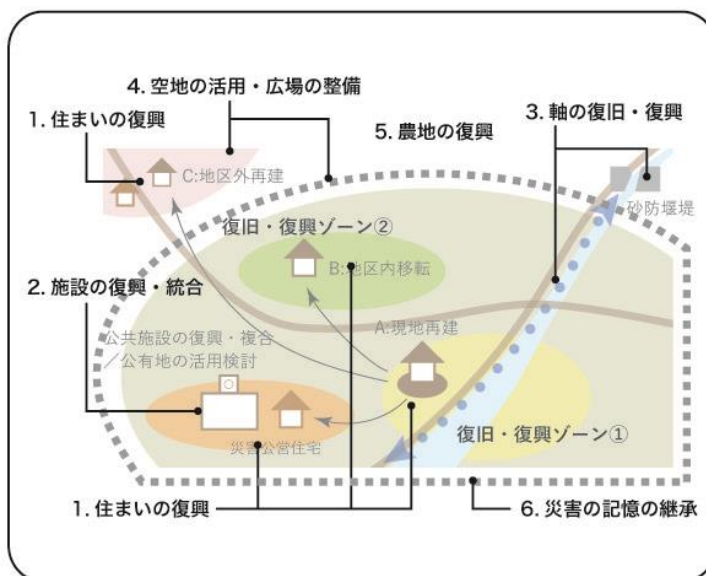 4. 空地の活用・広場の整備
1. 住まいの復興
5. 農地の復興
3. 軸の復旧・復興
C:地区外再建
砂防堰堤
復旧・復興ゾーン②
B:地区内移転
2. 施設の復興・統合
A:現地再建
公共施設の復興・複合
／公有地の活用検討
復旧・復興ゾーン①
災害公営住宅
1. 住まいの復興
6. 災害の記憶の継承